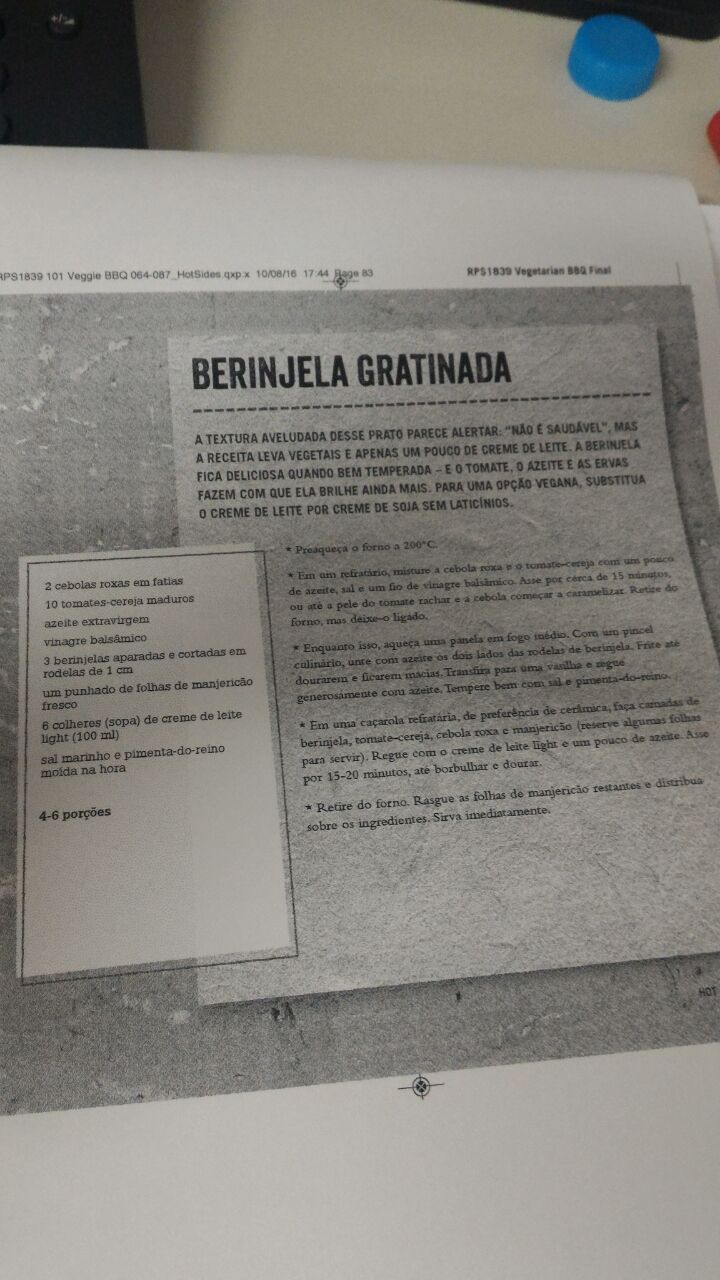 +/-
RPS1839 101 Veggie BBQ 064-087_HotSides.qxp:x 10/08/16 17:44 Page 83
RPS1839 Vegetarian BBQ Final
BERINJELA GRATINADA
A TEXTURA AVELUDADA DESSE PRATO PARECE ALERTAR: “NÃO É SAUDÁVEL”, MAS
A RECEITA LEVA VEGETAIS E APENAS UM POUCO DE CREME DE LEITE. A BERINJELA
FICA DELICIOSA QUANDO BEM TEMPERADA – E O TOMATE, O AZEITE E AS ERVAS
FAZEM COM QUE ELA BRILHE AINDA MAIS. PARA UMA OPÇÃO VEGANA, SUBSTITUA
O CREME DE LEITE POR CREME DE SOJA SEM LATICÍNIOS.
2 cebolas roxas em fatias
10 tomates-cereja maduros
azeite extravirgem
vinagre balsâmico
3 berinjelas aparadas e cortadas em
rodelas de 1 cm
um punhado de folhas de manjericão
fresco
6 colheres (sopa) de creme de leite
light (100 ml)
sal marinho e pimenta-do-reino
moída na hora
4-6 porções
* Preaqueça o forno a 200°C.
* Em um refratário, misture a cebola roxa e o tomate-cereja com um pouco
de azeite, sal e um fio de vinagre balsâmico. Asse por cerca de 15 minutos,
ou até a pele do tomate rachar e a cebola começar a caramelizar. Retire do
forno, mas deixe-o ligado.
* Enquanto isso, aqueça uma panela em fogo médio. Com um pincel
culinário, unte com azeite os dois lados das rodelas de berinjela. Frite até
dourarem e ficarem macias. Transfira para uma vasilha e regue
generosamente com azeite. Tempere bem com sal e pimenta-do-reino.
* Em uma caçarola refratária, de preferência de cerâmica, faça camadas de
berinjela, tomate-cereja, cebola roxa e manjericão (reserve algumas folhas
para servir). Regue com o creme de leite light e um pouco de azeite. Asse
por 15-20 minutos, até borbulhar e dourar.
* Retire do forno. Rasgue as folhas de manjericão restantes e distribua
sobre os ingredientes. Sirva imediatamente.
HOT